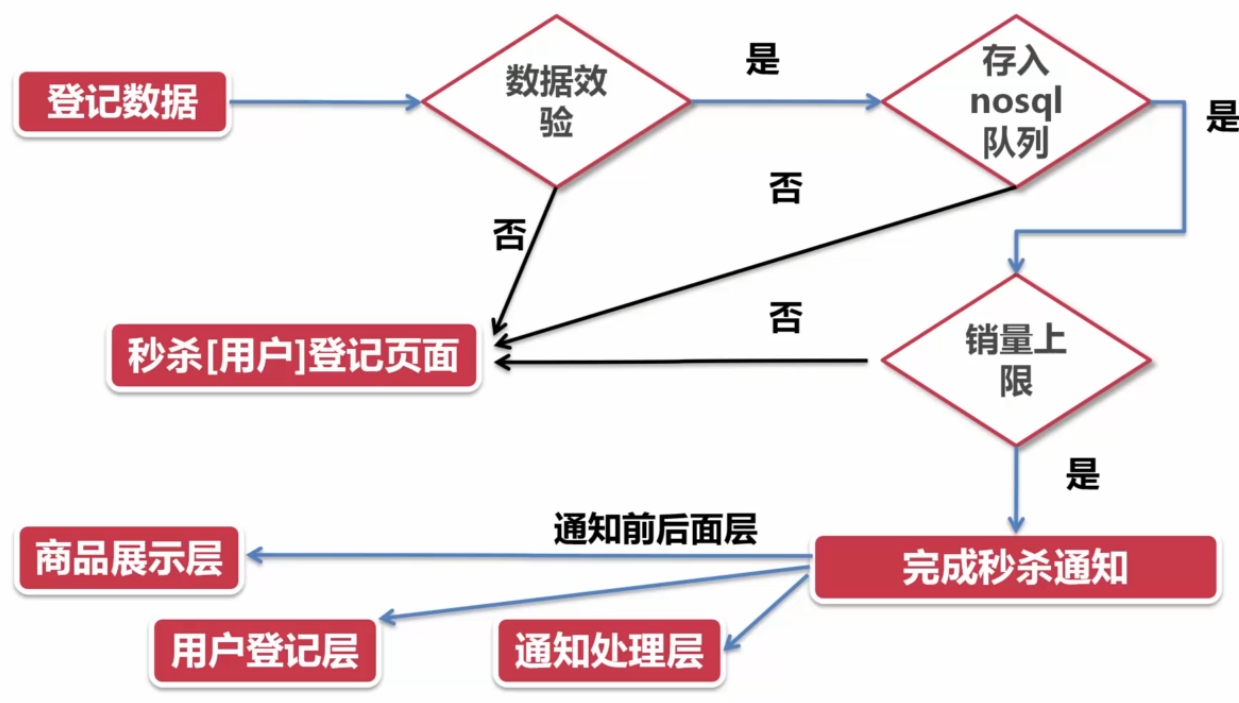 数据效
验
是
存入
nosql
队列
登记数据
是
否
否
秒杀[用户]登记页面
否
销量上
限
是
通知前后面层
商品展示层
完成秒杀通知
用户登记层
通知处理层